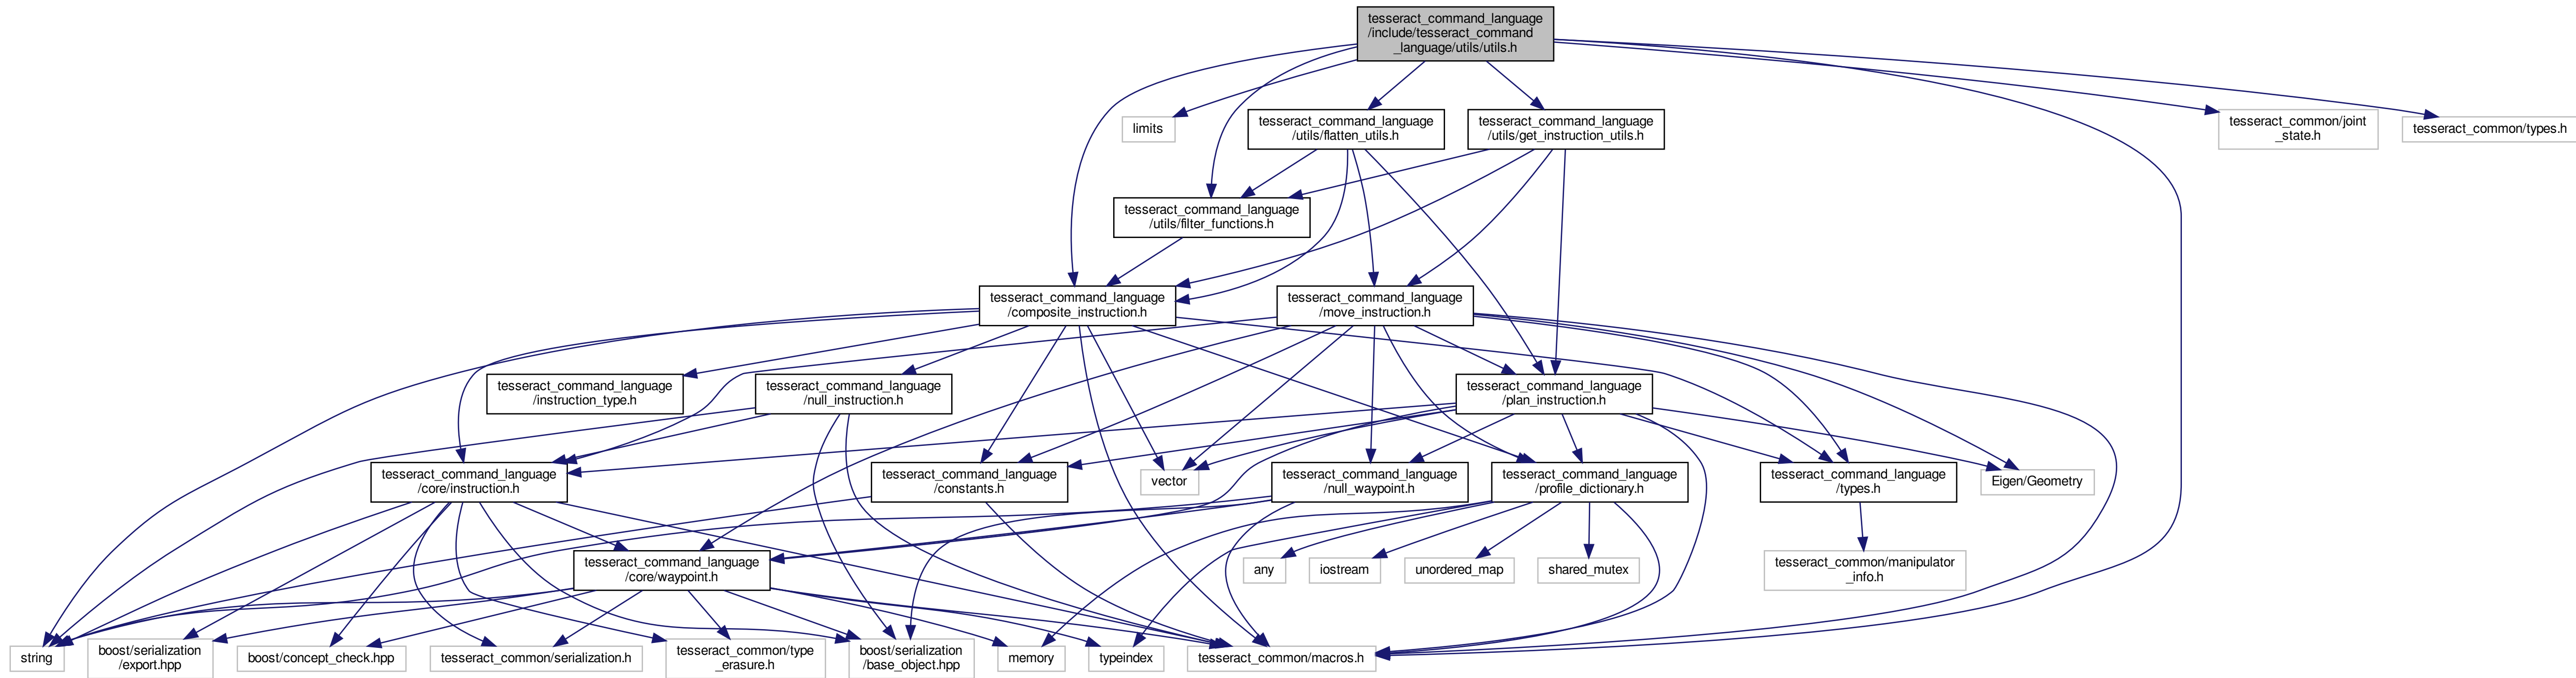 tesseract_command_language
/include/tesseract_command
_language/utils/utils.h
limits
tesseract_command_language
/utils/flatten_utils.h
tesseract_command_language
/utils/get_instruction_utils.h
tesseract_common/joint
_state.h
tesseract_common/types.h
tesseract_command_language
/utils/filter_functions.h
tesseract_command_language
/composite_instruction.h
tesseract_command_language
/move_instruction.h
tesseract_command_language
/instruction_type.h
tesseract_command_language
/null_instruction.h
tesseract_command_language
/plan_instruction.h
tesseract_command_language
/core/instruction.h
tesseract_command_language
/constants.h
vector
tesseract_command_language
/null_waypoint.h
tesseract_command_language
/profile_dictionary.h
tesseract_command_language
/types.h
Eigen/Geometry
tesseract_command_language
/core/waypoint.h
any
iostream
unordered_map
shared_mutex
tesseract_common/manipulator
_info.h
string
boost/serialization
/export.hpp
boost/concept_check.hpp
tesseract_common/serialization.h
tesseract_common/type
_erasure.h
boost/serialization
/base_object.hpp
memory
typeindex
tesseract_common/macros.h